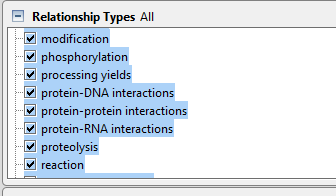 Relationship Types All
modification
phosphorylation
processing yields
protein-DNA interactions
protein-protein interactions
protein-RNA interactions
proteolysis
reaction